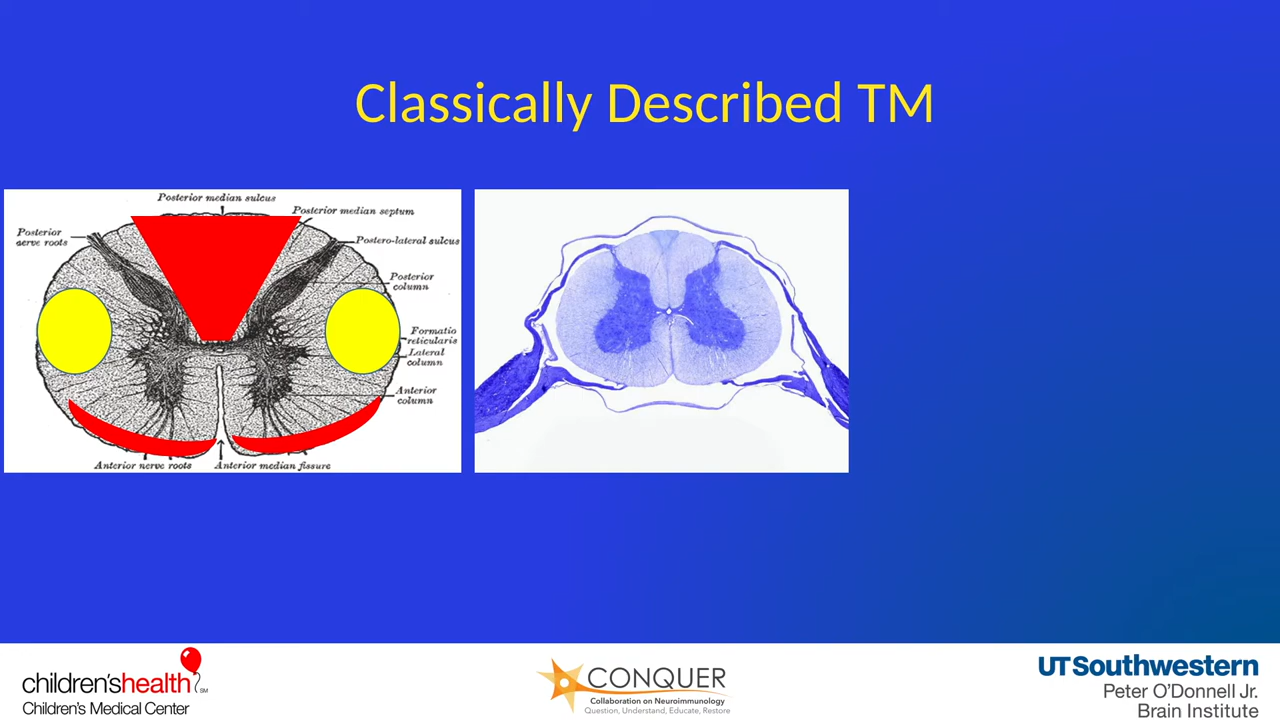 Classically Described TM
Posterior median sulcus
Posterior median septum
Posterior
nerve roots
Postero-lateral sulcus
Posterior
column
Formatio
reticularis
Lateral
column
Anterior
column
Anterior nerve roots
Anterior median fissure
children'shealth SM
Children's Medical Center
CONQUER
Collaboration on Neuroimmunology
Question, Understand, Educate, Restore
UTSouthwestern
Peter O'Donnell Jr.
Brain Institute